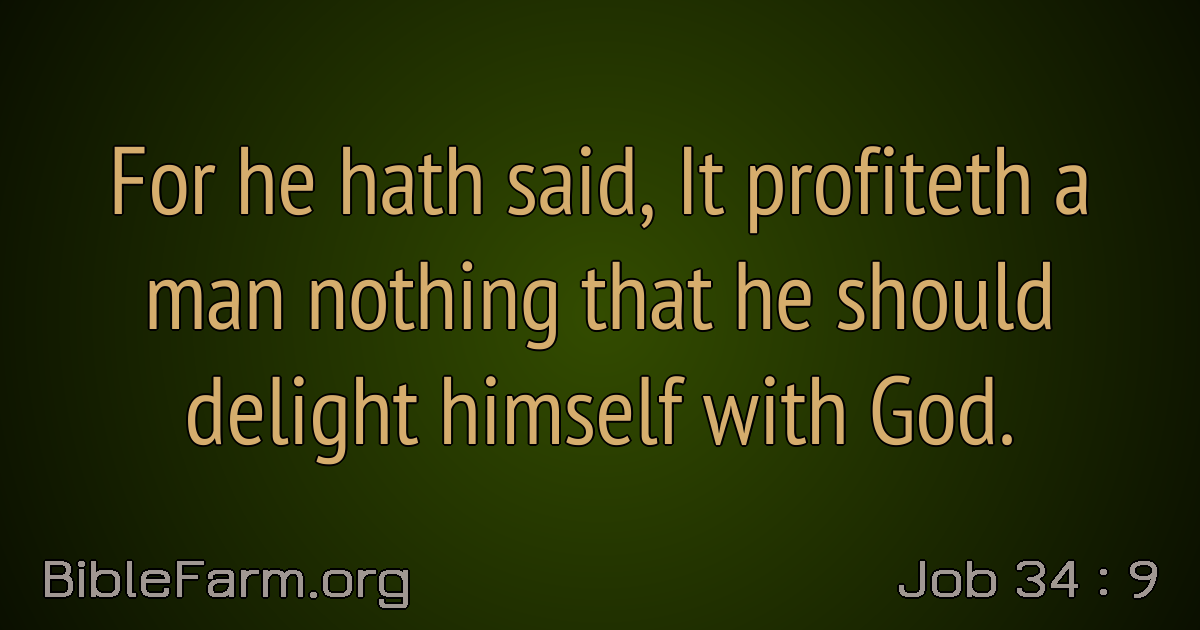 For he hath said, It profiteth a
man nothing that he should
delight himself with God.
BibleFarm.org
Job 34 : 9